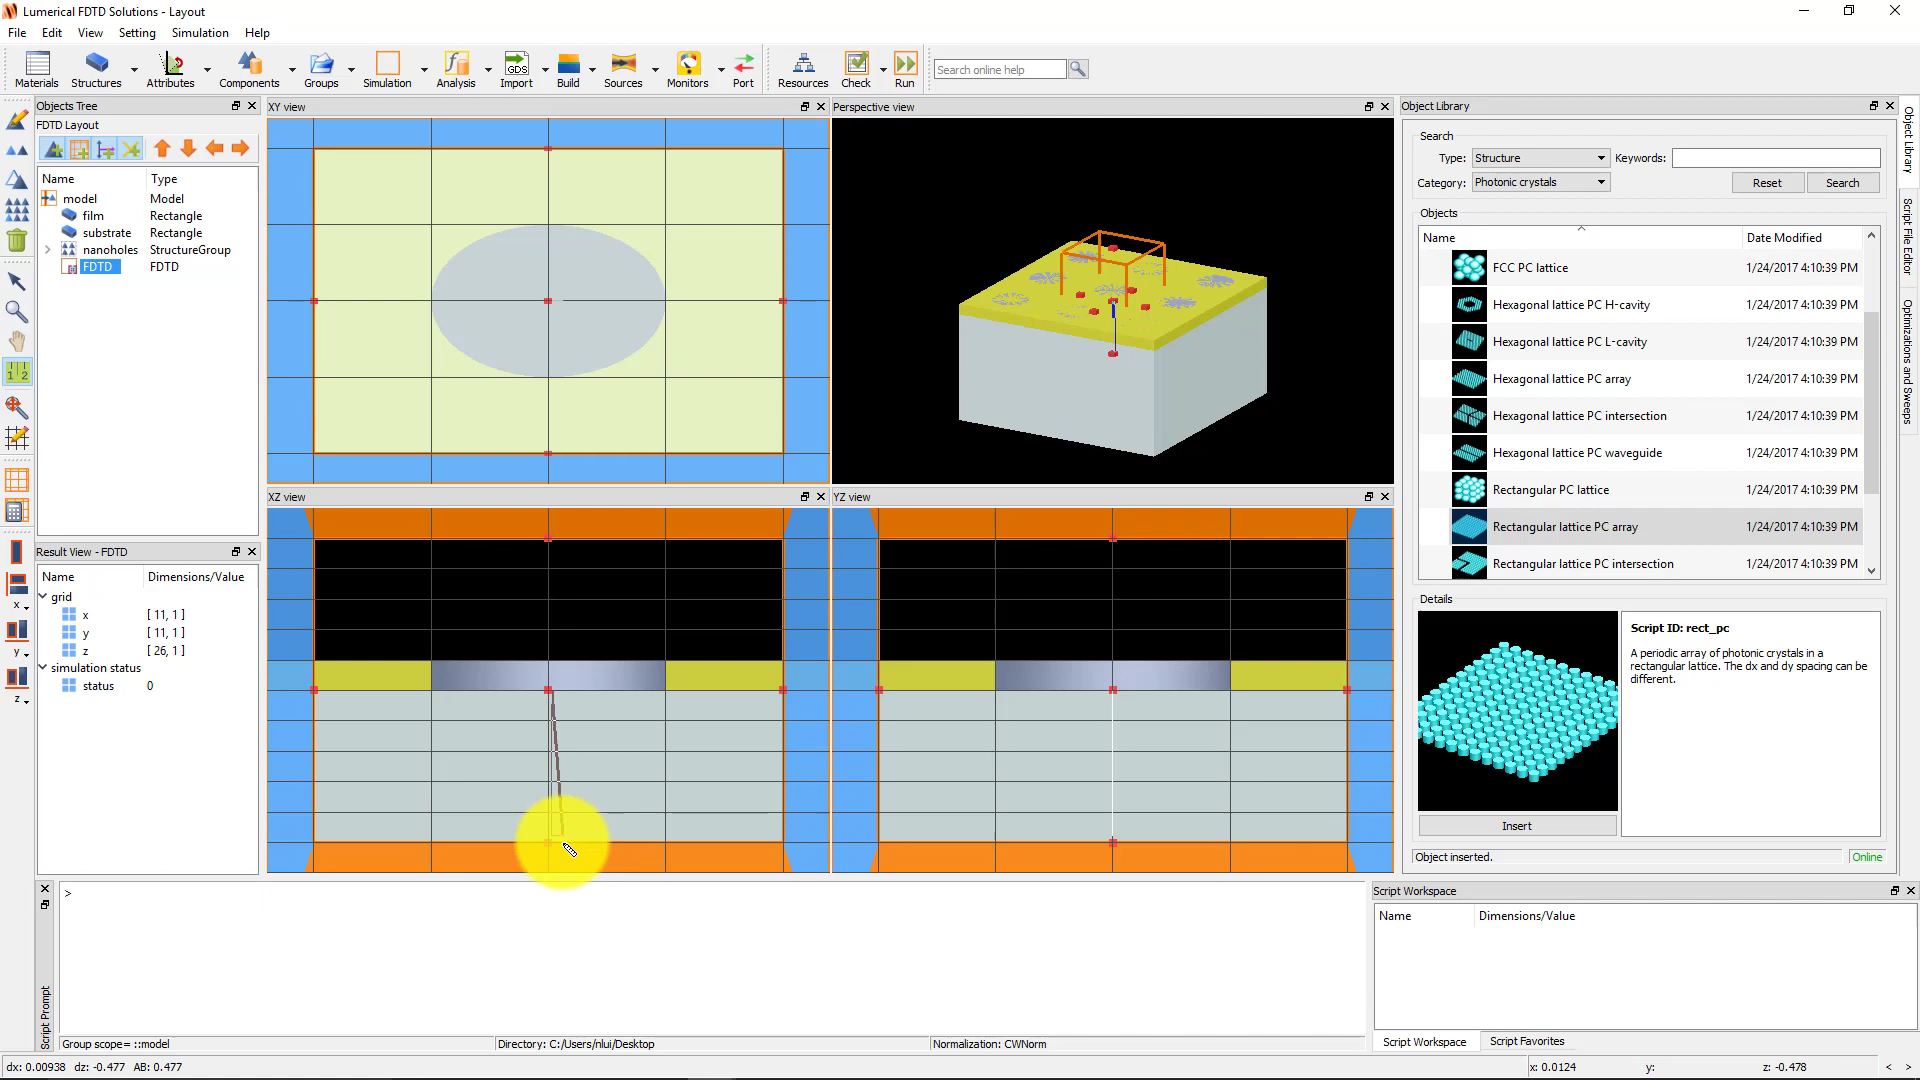 Lumerical FDTD Solutions - Layout
File Edit View Setting Simulation Help
Materials Structures Attributes Components Groups Simulation Analysis Import Build Sources Monitors Port Resources Check Run Search online help
GDS
Objects Tree
FDTD Layout
Name Type
model Model
film Rectangle
substrate Rectangle
nanoholes StructureGroup
FDTD FDTD
Result View - FDTD
Name Dimensions/Value
grid
x [ 11, 1 ]
y [ 11, 1 ]
z [ 26, 1 ]
simulation status
status 0
x
y
z
XY view
Perspective view
XZ view
YZ view
Object Library
Search
Type: Structure Keywords:
Category: Photonic crystals Reset Search
Objects
Name Date Modified
FCC PC lattice 1/24/2017 4:10:39 PM
Hexagonal lattice PC H-cavity 1/24/2017 4:10:39 PM
Hexagonal lattice PC L-cavity 1/24/2017 4:10:39 PM
Hexagonal lattice PC array 1/24/2017 4:10:39 PM
Hexagonal lattice PC intersection 1/24/2017 4:10:39 PM
Hexagonal lattice PC waveguide 1/24/2017 4:10:39 PM
Rectangular PC lattice 1/24/2017 4:10:39 PM
Rectangular lattice PC array 1/24/2017 4:10:39 PM
Rectangular lattice PC intersection 1/24/2017 4:10:39 PM
Details
Script ID: rect_pc
A periodic array of photonic crystals in a
rectangular lattice. The dx and dy spacing can be
different.
Insert
Object inserted. Online
Object Library
Script File Editor
Optimizations and Sweeps
Script Prompt
>
Group scope= ::model Directory: C:/Users/nlui/Desktop Normalization: CWNorm
Script Workspace
Name Dimensions/Value
Script Workspace Script Favorites
dx: 0.00938 dz: -0.477 AB: 0.477 x: 0.0124 y: z: -0.478 < >